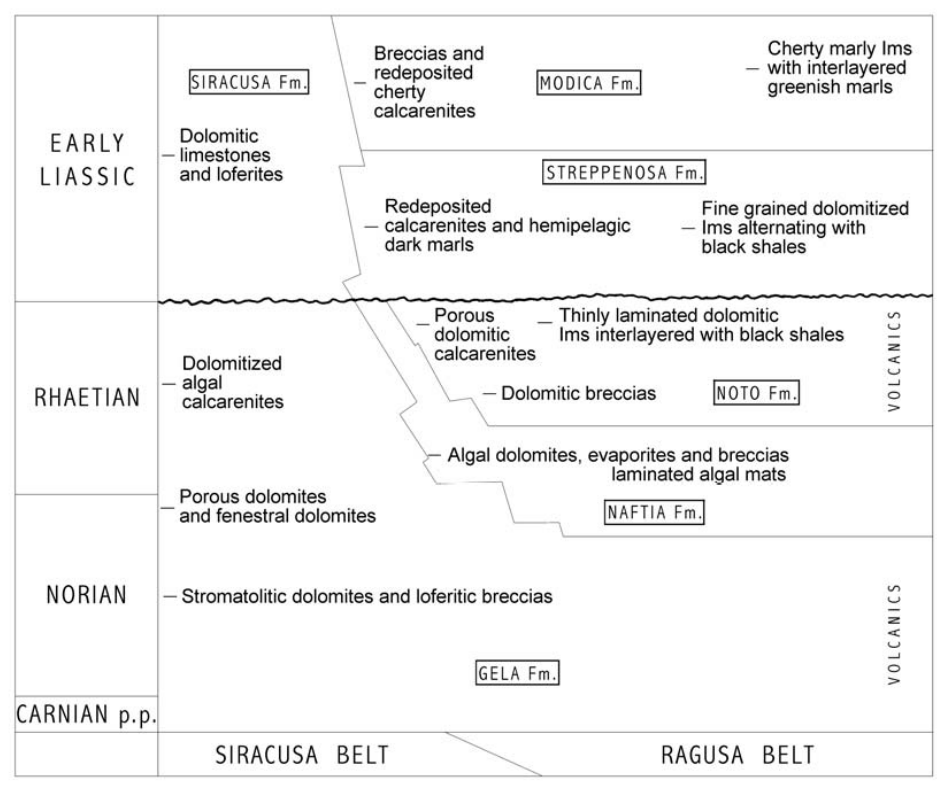 Breccias and
redeposited
cherty
calcarenites
SIRACUSA Fm.
MODICA Fm.
Cherty marly lms
with interlayered
greenish marls
EARLY
LIASSIC
Dolomitic
limestones
and loferites
STREPPENOSA Fm.
Redeposited
calcarenites and hemipelagic
dark marls
Fine grained dolomitized
lms alternating with
black shales
RHAETIAN
Dolomitized
algal
calcarenites
Porous
dolomitic
calcarenites
Thinly laminated dolomitic
lms interlayered with black shales
VOLCANICS
Dolomitic breccias
NOTO Fm.
Algal dolomites, evaporites and breccias
laminated algal mats
Porous dolomites
and fenestral dolomites
NAFTIA Fm.
NORIAN
Stromatolitic dolomites and loferitic breccias
VOLCANICS
GELA Fm.
CARNIAN p.p.
SIRACUSA BELT
RAGUSA BELT